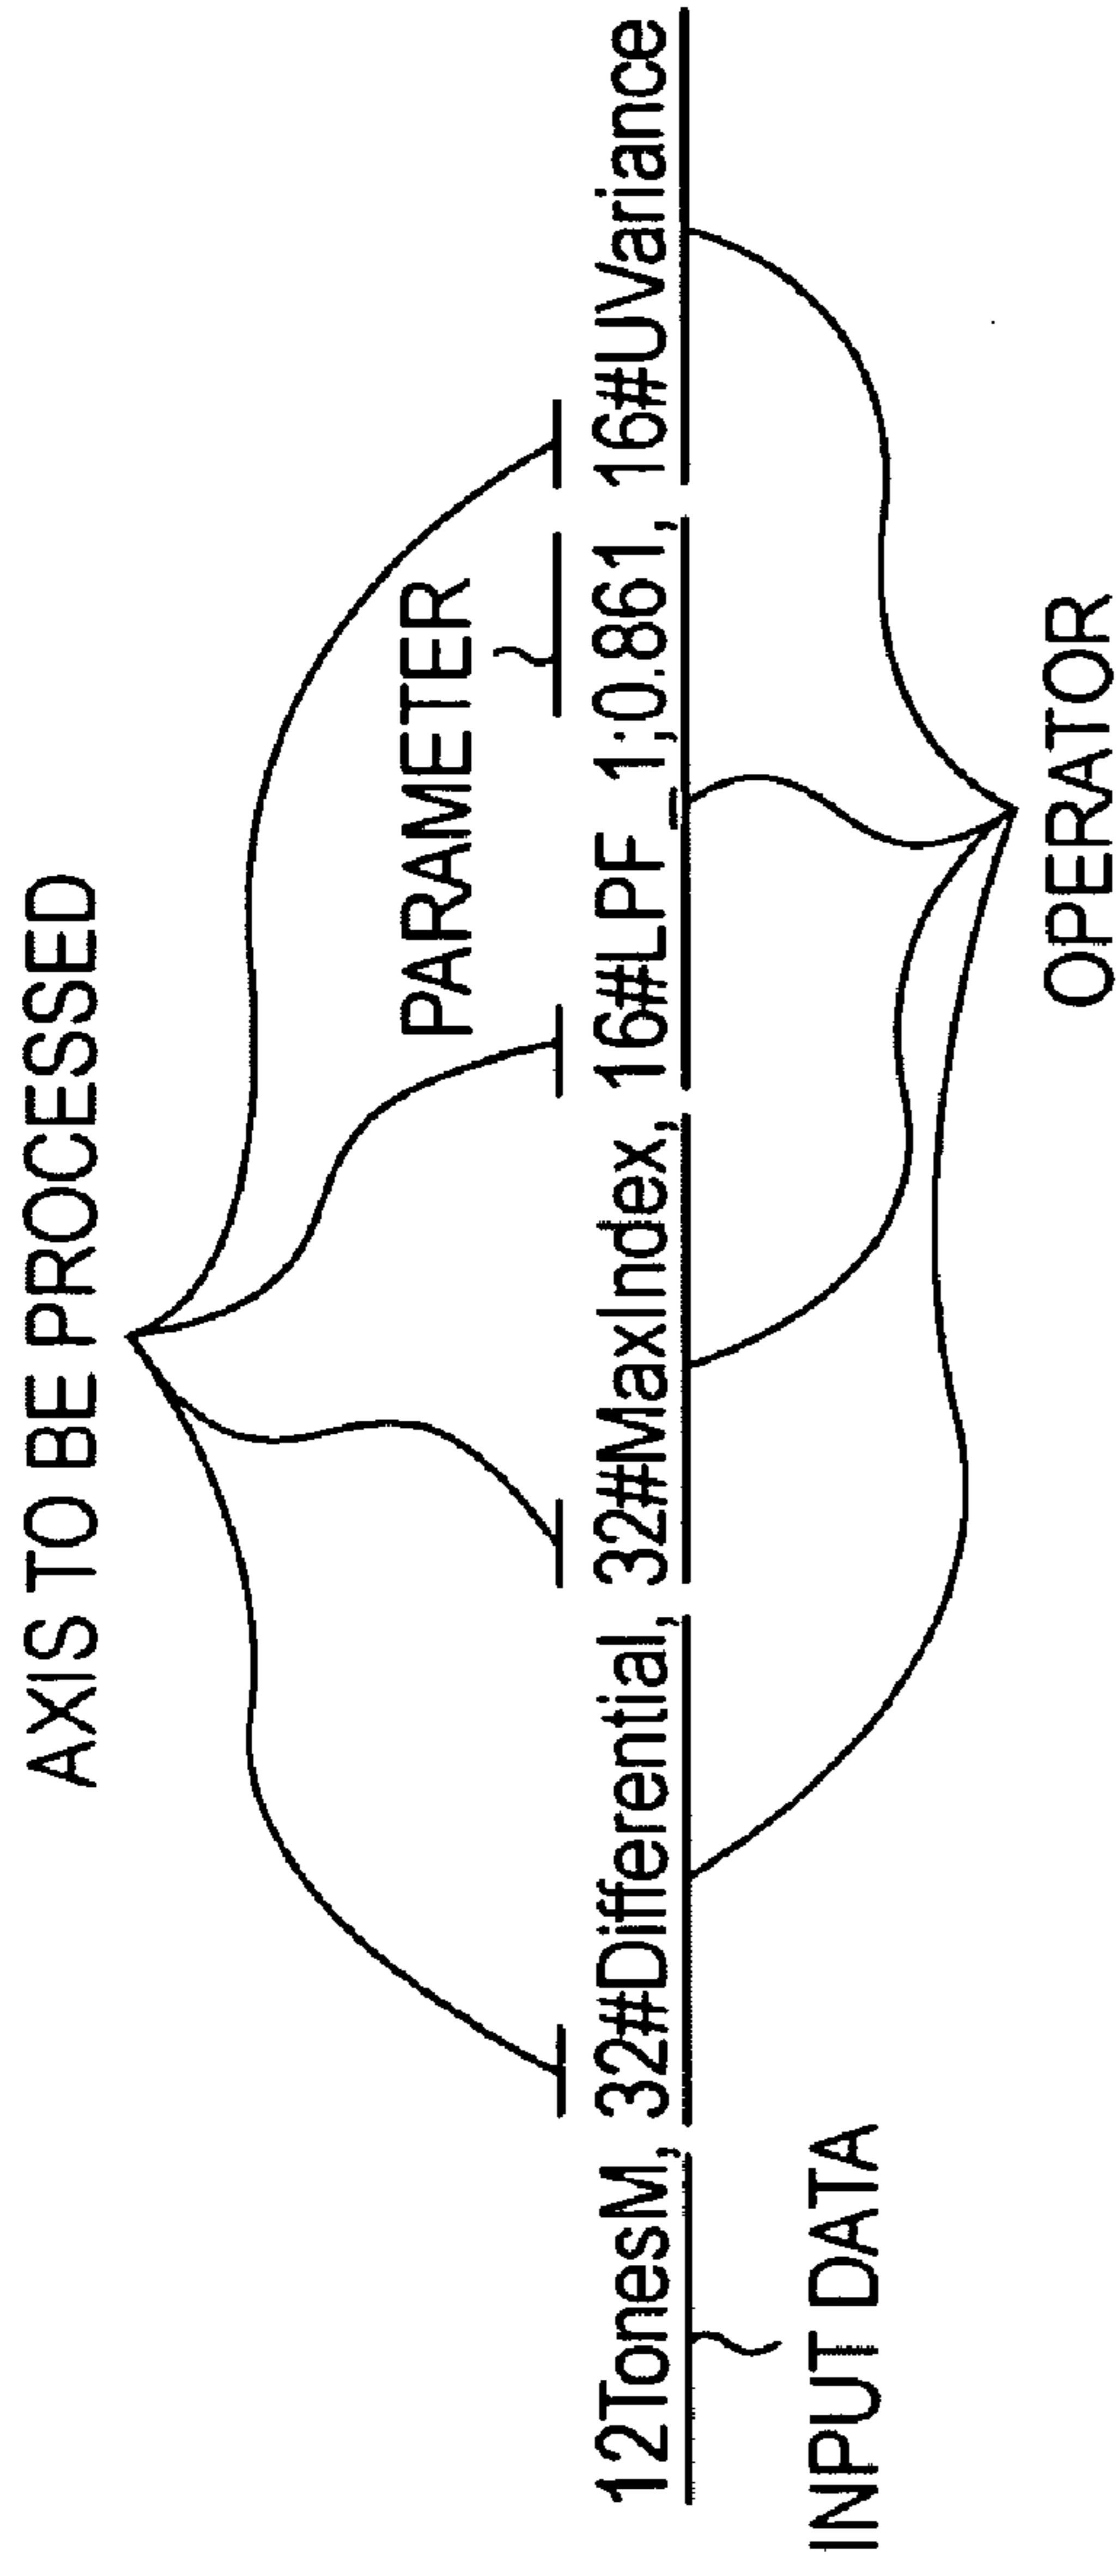 AXIS TO BE PROCESSED
PARAMETER
12TonesM, 32#Differential, 32#MaxIndex, 16#LPF_1;0.861, 16#UVariance
INPUT DATA
OPERATOR